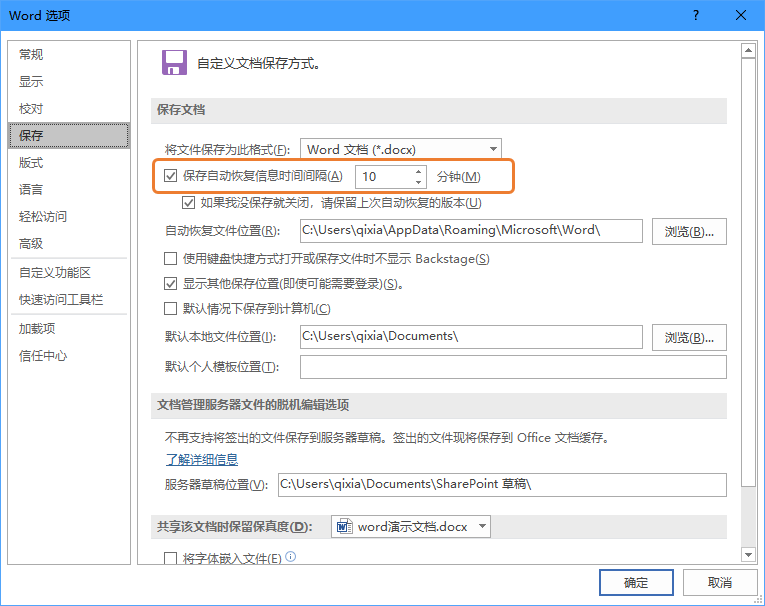 Word 选项
常规
显示
校对
保存
版式
语言
轻松访问
高级
自定义功能区
快速访问工具栏
加载项
信任中心
自定义文档保存方式。
保存文档
将文件保存为此格式(F): Word 文档 (*.docx)
保存自动恢复信息时间间隔(A) 10 分钟(M)
如果我没保存就关闭，请保留上次自动恢复的版本(U)
自动恢复文件位置(R): C:\Users\qixia\AppData\Roaming\Microsoft\Word\ 浏览(B)...
使用键盘快捷方式打开或保存文件时不显示 Backstage(S)
显示其他保存位置(即使可能需要登录)(S)。
默认情况下保存到计算机(C)
默认本地文件位置(I): C:\Users\qixia\Documents\ 浏览(B)...
默认个人模板位置(T):
文档管理服务器文件的脱机编辑选项
不再支持将签出的文件保存到服务器草稿。签出的文件现将保存到 Office 文档缓存。
了解详细信息
服务器草稿位置(V): C:\Users\qixia\Documents\SharePoint 草稿\
共享该文档时保留保真度(D): word演示文档.docx
将字体嵌入文件(E)
确定 取消